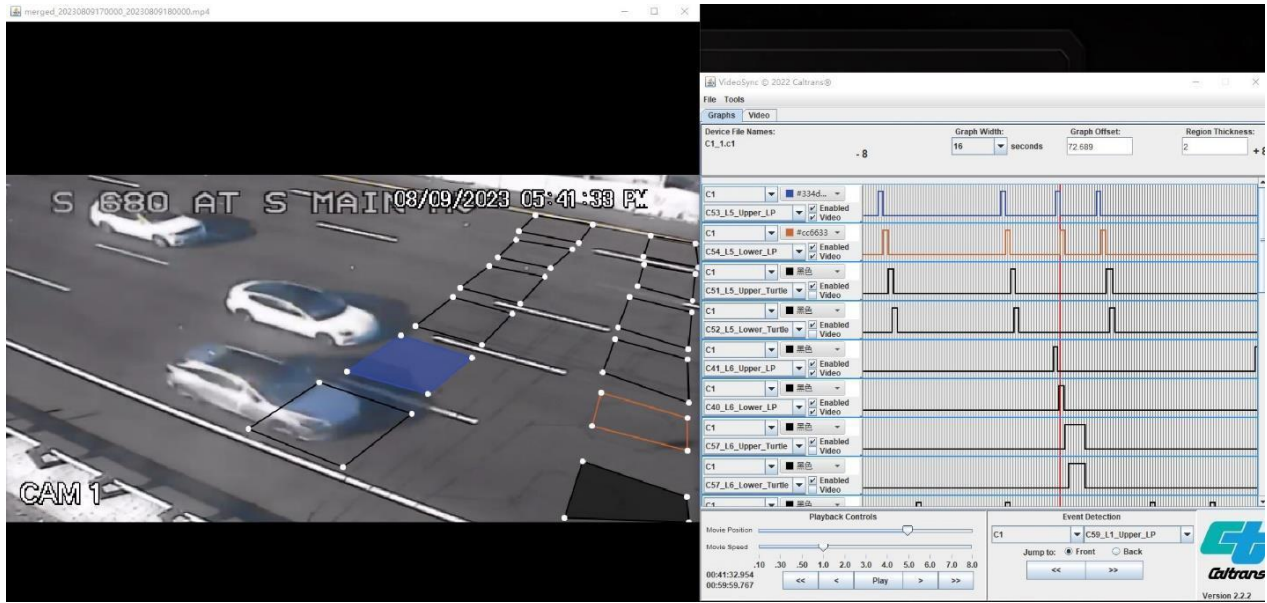 merged_20230809170000_20230809180000.mp4
S 680 AT S MAIN
08/09/2023 05:41:33 PM
CAM 1
VideoSync © 2022 Caltrans®
File Tools
Graphs Video
Device File Names: Graph Width: Graph Offset: Region Thickness:
C1_1.c1 - 8 16 seconds 72.689 2 + 8
C1 #334d...
C53_L5_Upper_LP Enabled Video
C1 #cc6633
C54_L5_Lower_LP Enabled Video
C1 黑色
C51_L5_Upper_Turtle Enabled Video
C1 黑色
C52_L5_Lower_Turtle Enabled Video
C1 黑色
C41_L6_Upper_LP Enabled Video
C1 黑色
C40_L6_Lower_LP Enabled Video
C1 黑色
C57_L6_Upper_Turtle Enabled Video
C1 黑色
C57_L6_Lower_Turtle Enabled Video
C1 黑色
Playback Controls
Movie Position
Movie Speed
.10 .30 .50 1.0 2.0 3.0 4.0 5.0 6.0 7.0 8.0
00:41:32.954
00:59:59.767
<< < Play > >>
Event Detection
C1 C59_L1_Upper_LP
Jump to: Front Back
<< >>
Caltrans
Version 2.2.2